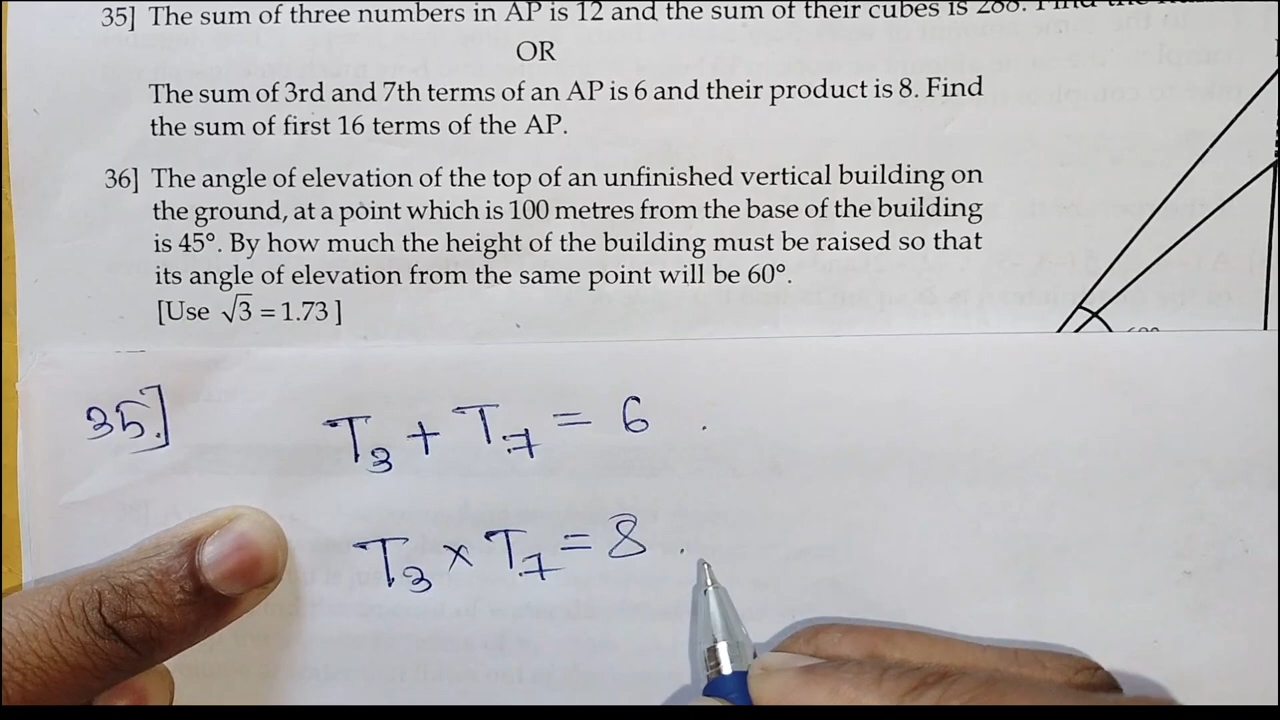 35] The sum of three numbers in AP is 12 and the sum of their cubes is 288. Find the
OR
The sum of 3rd and 7th terms of an AP is 6 and their product is 8. Find
the sum of first 16 terms of the AP.
36] The angle of elevation of the top of an unfinished vertical building on
the ground, at a point which is 100 metres from the base of the building
is 45°. By how much the height of the building must be raised so that
its angle of elevation from the same point will be 60°.
[Use √3 = 1.73 ]
35.] T₃ + T₇ = 6 .
T₃ × T₇ = 8 .